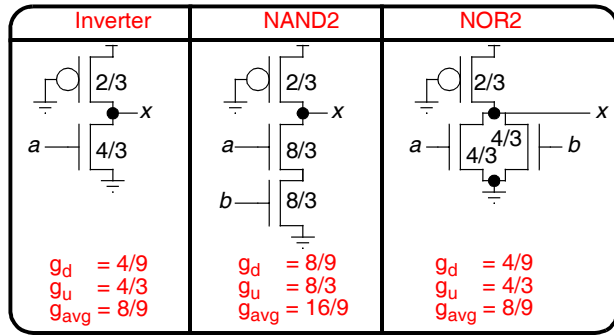 Inverter
2/3
x
a
4/3
g_d = 4/9
g_u = 4/3
g_avg = 8/9
NAND2
2/3
x
a
8/3
b
8/3
g_d = 8/9
g_u = 8/3
g_avg = 16/9
NOR2
2/3
x
a
4/3
4/3
b
g_d = 4/9
g_u = 4/3
g_avg = 8/9